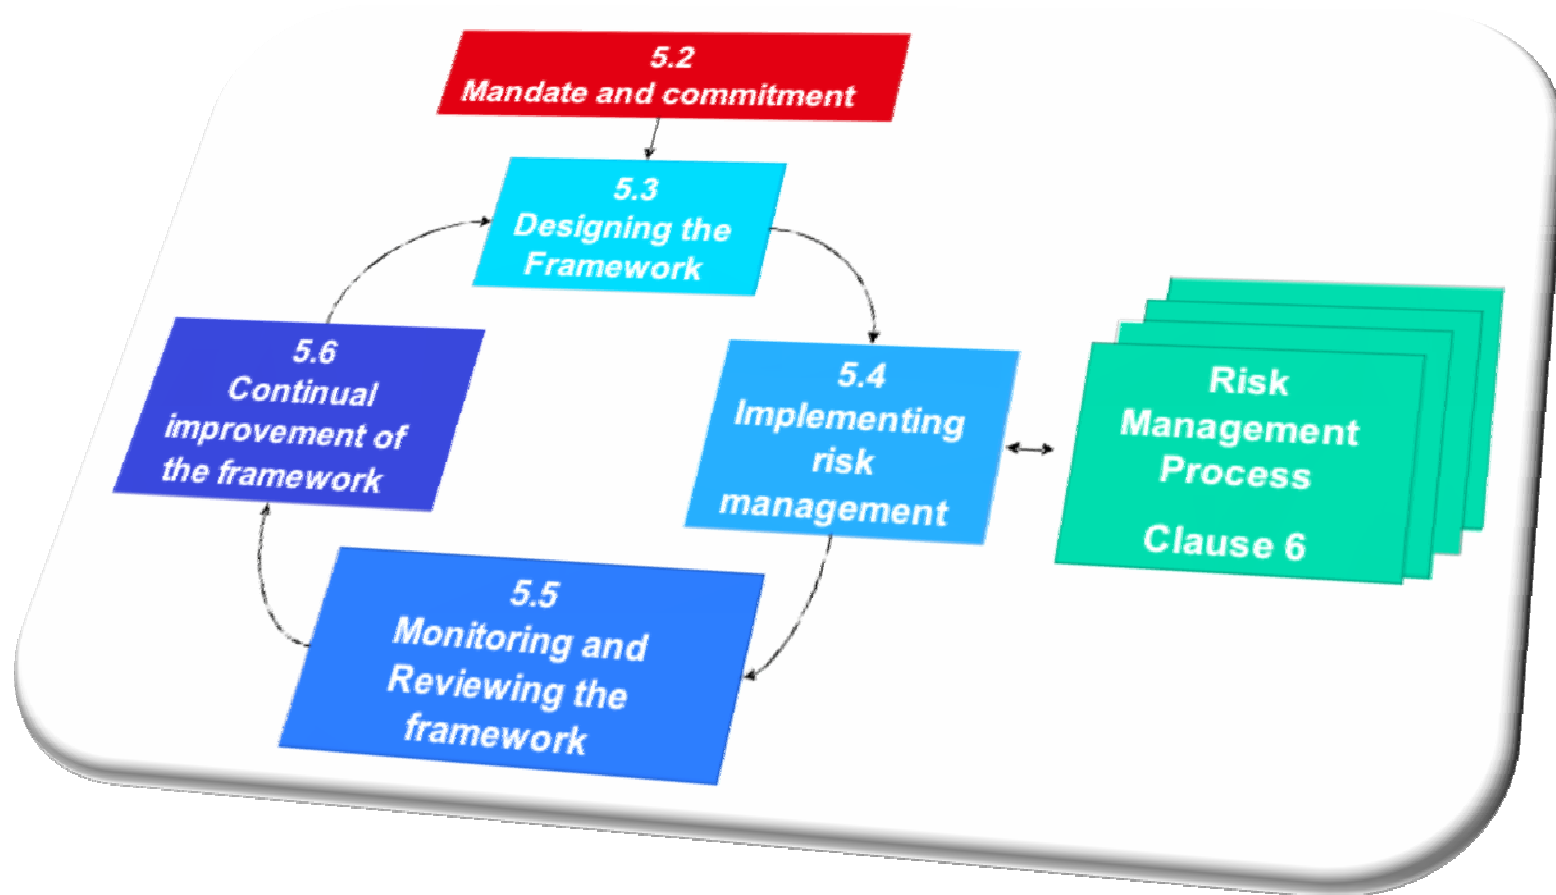 5.2
Mandate and commitment
5.3
Designing the
Framework
5.4
Implementing
risk
management
Risk
Management
Process
Clause 6
5.5
Monitoring and
Reviewing the
framework
5.6
Continual
improvement of
the framework